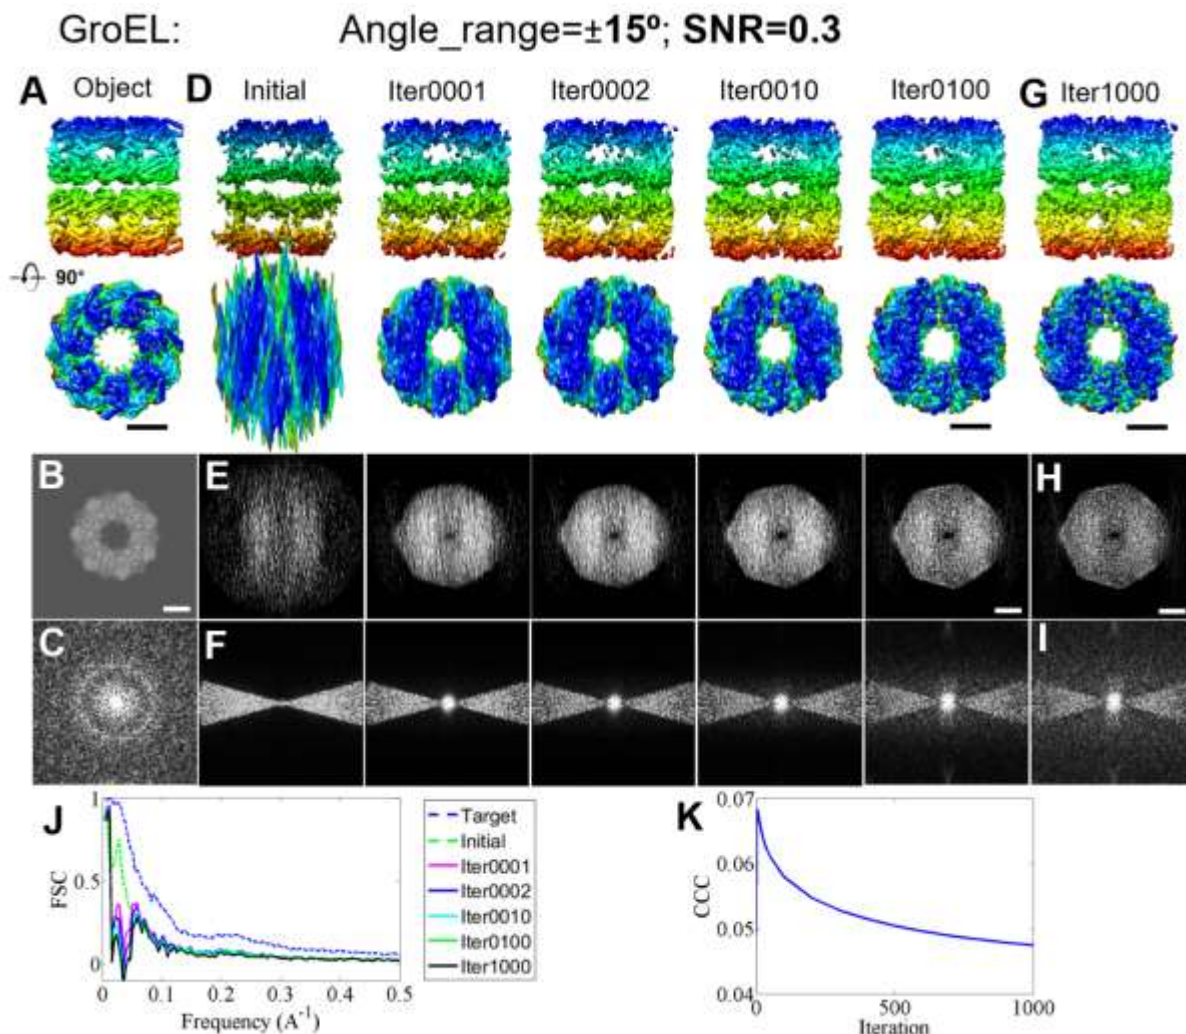 GroEL: Angle_range=±15º; SNR=0.3
A Object D Initial Iter0001 Iter0002 Iter0010 Iter0100 G Iter1000
90°
B E H
C F I
J K
1
0.5
0
FSC
0 0.1 0.2 0.3 0.4 0.5
Frequency (A⁻¹)
Target
Initial
Iter0001
Iter0002
Iter0010
Iter0100
Iter1000
0.07
0.06
0.05
0.04
CCC
0 500 1000
Iteration